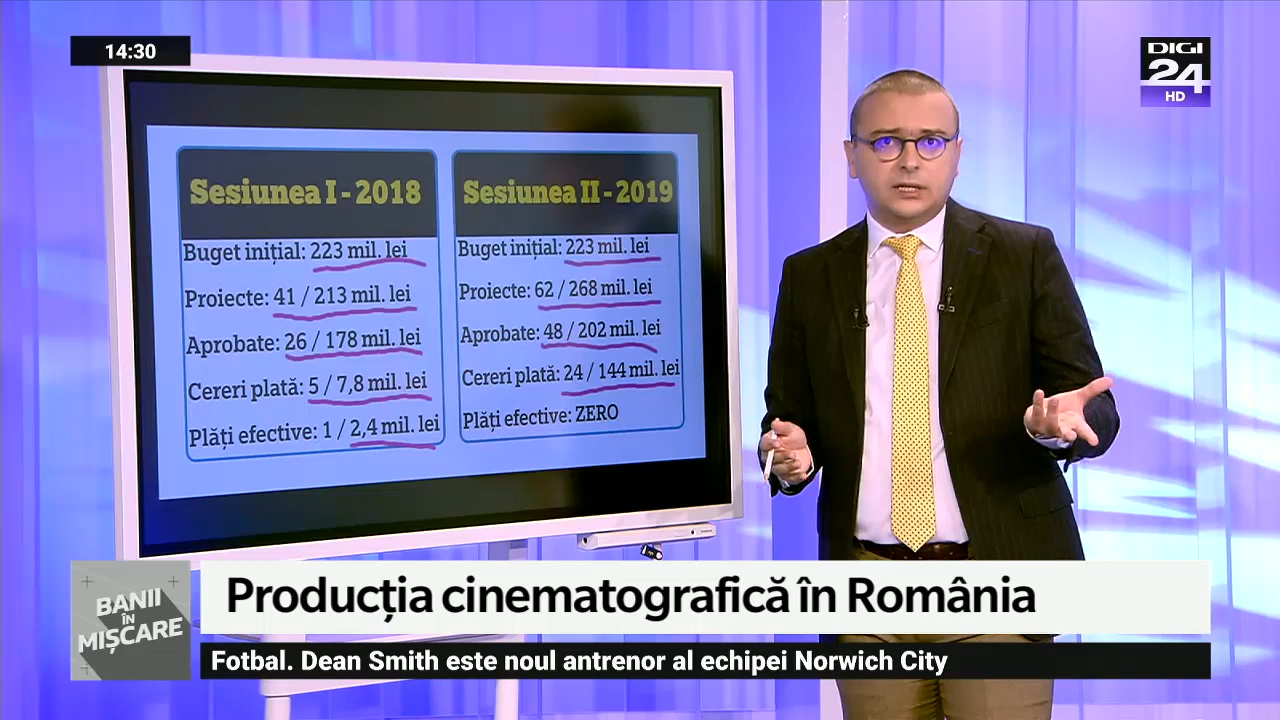 14:30
DIGI
24
HD
Sesiunea I - 2018
Buget inițial: 223 mil. lei
Proiecte: 41 / 213 mil. lei
Aprobate: 26 / 178 mil. lei
Cereri plată: 5 / 7,8 mil. lei
Plăți efective: 1 / 2,4 mil. lei
Sesiunea II - 2019
Buget inițial: 223 mil. lei
Proiecte: 62 / 268 mil. lei
Aprobate: 48 / 202 mil. lei
Cereri plată: 24 / 144 mil. lei
Plăți efective: ZERO
BANII
ÎN
MIȘCARE
Producția cinematografică în România
Fotbal. Dean Smith este noul antrenor al echipei Norwich City